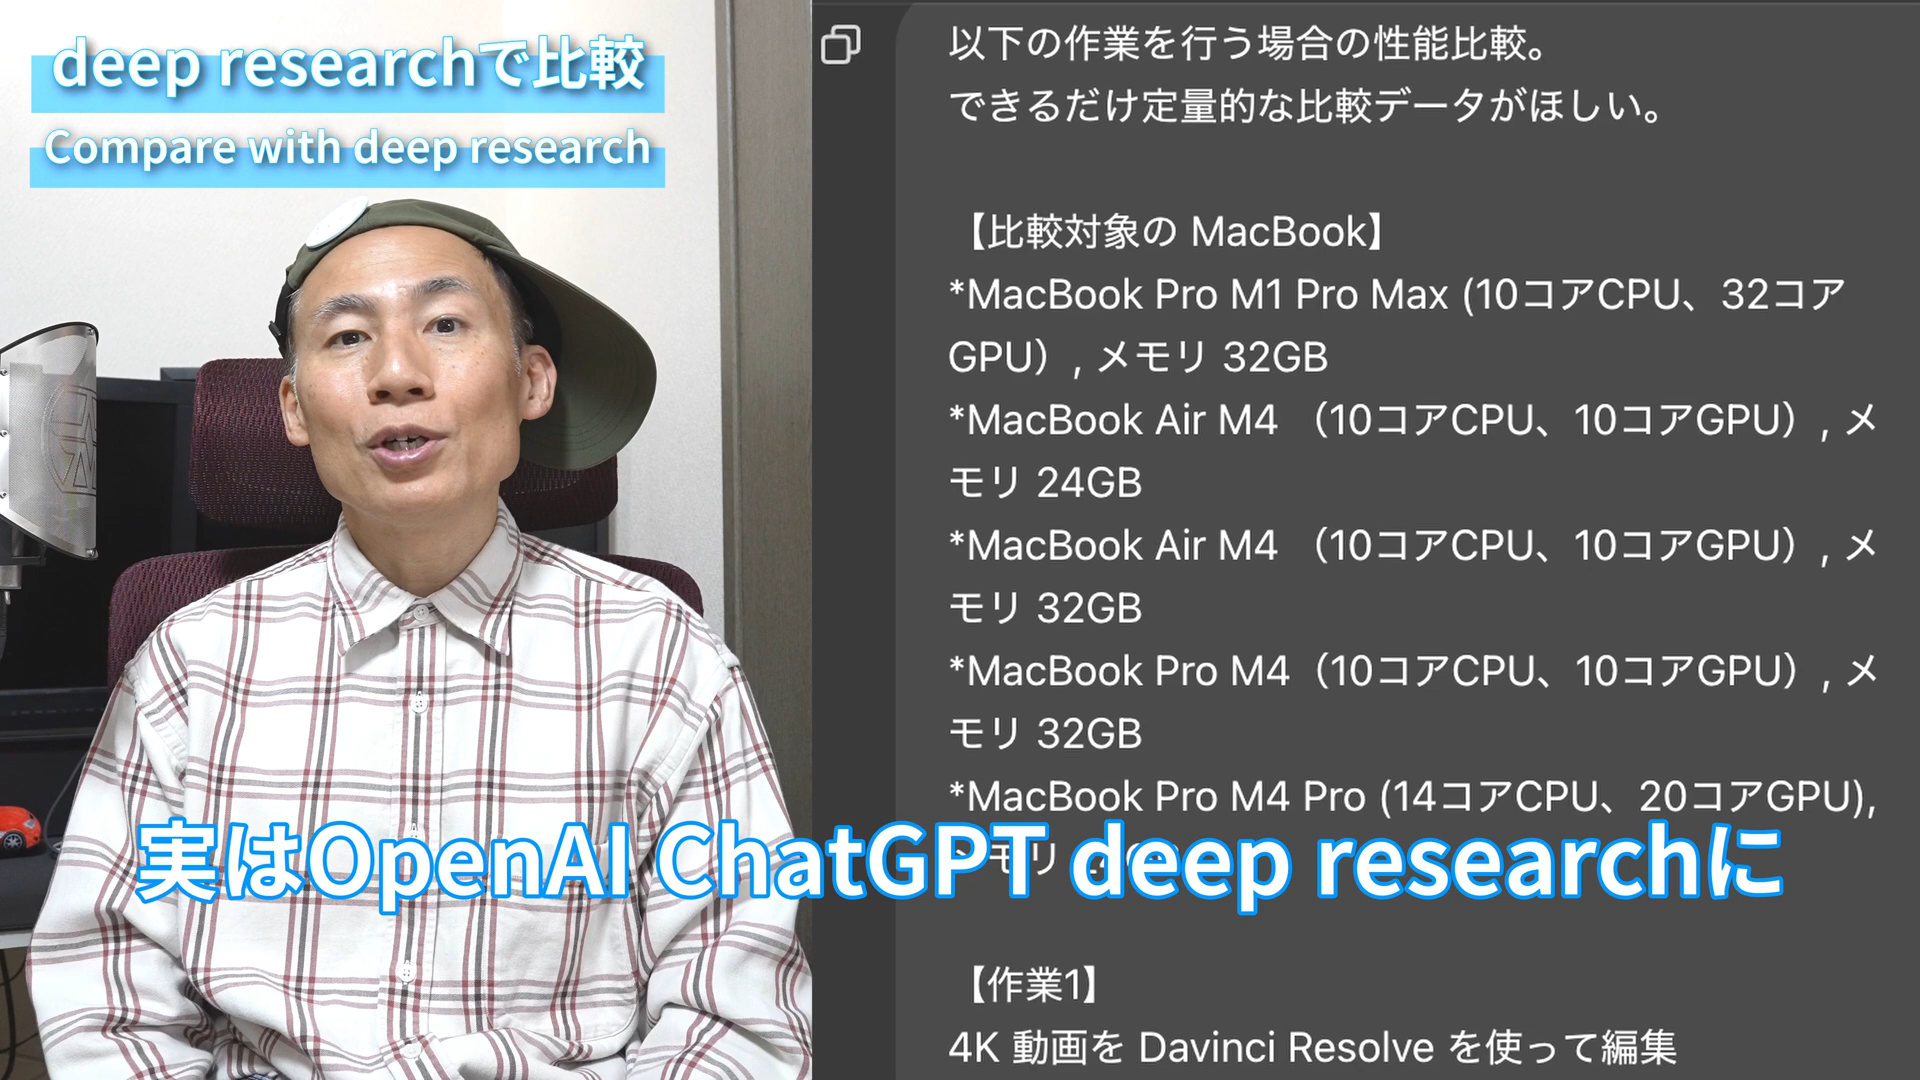 deep researchで比較
Compare with deep research
以下の作業を行う場合の性能比較。
できるだけ定量的な比較データがほしい。
【比較対象の MacBook】
*MacBook Pro M1 Pro Max (10コアCPU、32コア
GPU）, メモリ 32GB
*MacBook Air M4 （10コアCPU、10コアGPU）, メ
モリ 24GB
*MacBook Air M4 （10コアCPU、10コアGPU）, メ
モリ 32GB
*MacBook Pro M4（10コアCPU、10コアGPU）, メ
モリ 32GB
*MacBook Pro M4 Pro (14コアCPU、20コアGPU),
実はOpenAI ChatGPT deep researchに
【作業1】
4K 動画を Davinci Resolve を使って編集